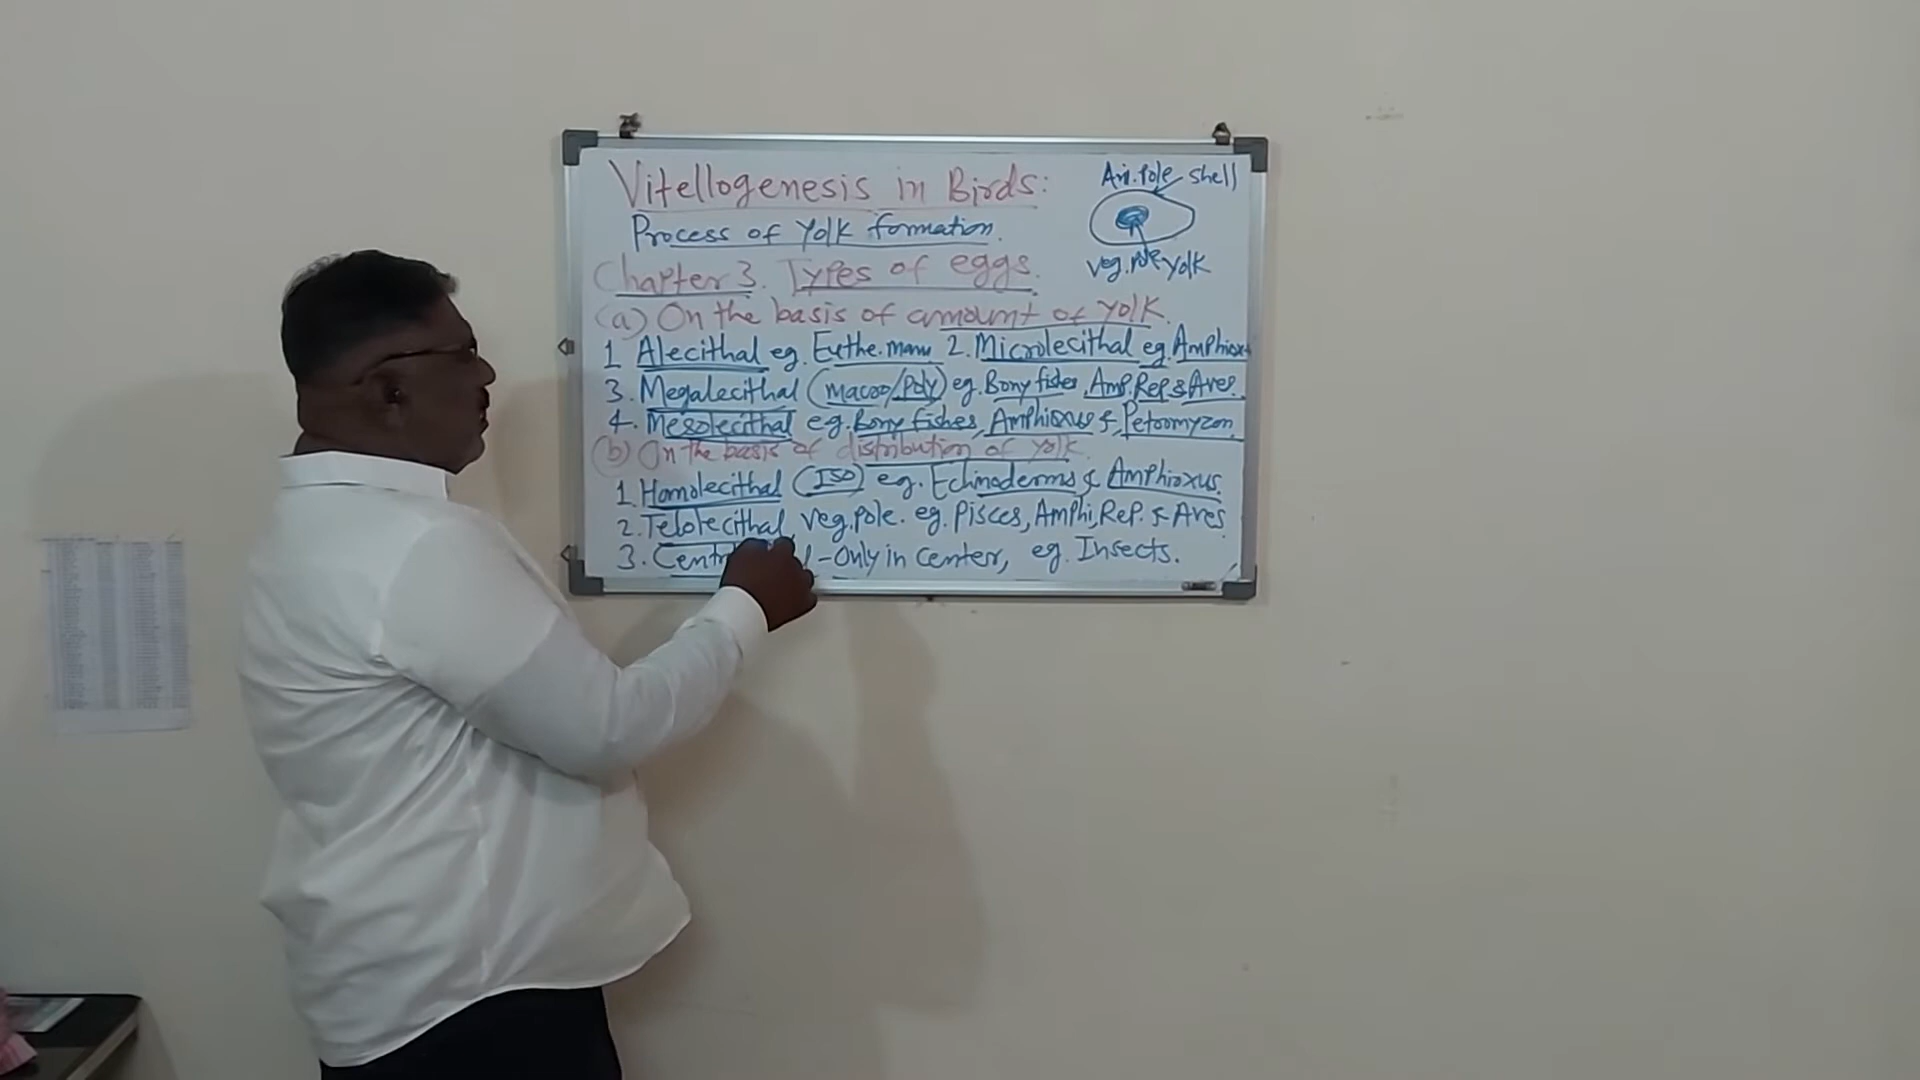 Vitellogenesis in Birds:
Process of Yolk formation.
An. Pole shell
Veg. pole Yolk
Chapter 3. Types of eggs.
(a) On the basis of amount of Yolk.
1 Alecithal eg. Euthe. mam 2. Microlecithal eg. Amphioxus
3. Megalecithal (macro/Poly) eg. Bony fishes, Amp. Rep. & Aves.
4. Mesolecithal eg. Bony fishes, Amphioxus & Petromyzon.
(b) On the basis of distribution of Yolk.
1. Homolecithal (Iso) eg. Echinoderms & Amphioxus.
2. Telolecithal, Veg. pole. eg. Pisces, Amphi, Rep. & Aves
3. Cent l - Only in center, eg. Insects.